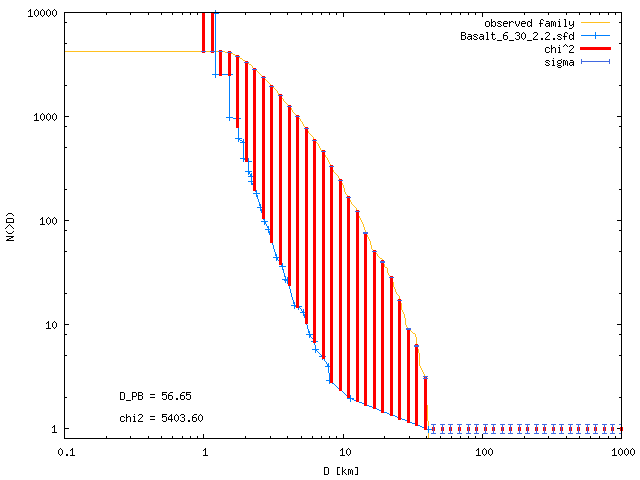 10000
1000
100
10
1
N(>D)
observed family
Basalt_6_30_2.2.sfd
chi^2
sigma
D_PB = 56.65
chi2 = 5403.60
0.1 1 10 100 1000
D [km]